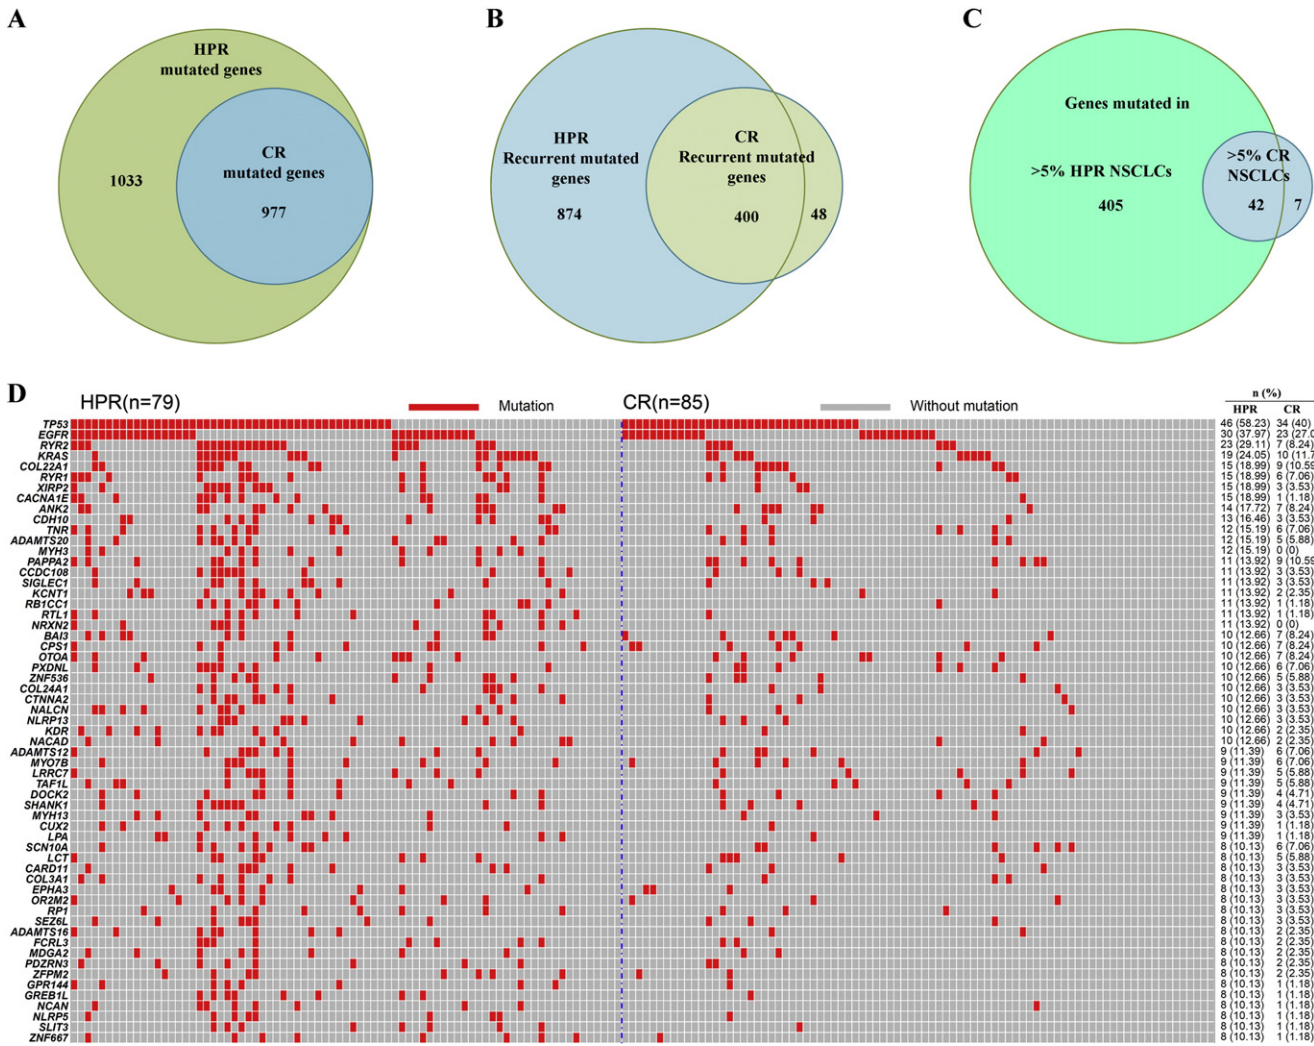 A
B
C
HPR
mutated genes
1033
CR
mutated genes
977
HPR
Recurrent mutated
genes
874
CR
Recurrent mutated
genes
400
48
Genes mutated in
>5% HPR NSCLCs
405
>5% CR
NSCLCs
42
7
D
HPR(n=79)
Mutation
CR(n=85)
Without mutation
n (%)
HPR CR
TP53 46 (58.23) 34 (40)
EGFR 30 (37.97) 23 (27.0
RYR2 23 (29.11) 7 (8.24)
KRAS 19 (24.05) 10 (11.7
COL22A1 15 (18.99) 9 (10.59
RYR1 15 (18.99) 6 (7.06)
XIRP2 15 (18.99) 3 (3.53)
CACNA1E 15 (18.99) 1 (1.18)
ANK2 14 (17.72) 7 (8.24)
CDH10 13 (16.46) 3 (3.53)
TNR 12 (15.19) 6 (7.06)
ADAMTS20 12 (15.19) 5 (5.88)
MYH3 12 (15.19) 0 (0)
PAPPA2 11 (13.92) 9 (10.59
CCDC108 11 (13.92) 3 (3.53)
SIGLEC1 11 (13.92) 3 (3.53)
KCNT1 11 (13.92) 2 (2.35)
RB1CC1 11 (13.92) 1 (1.18)
RTL1 11 (13.92) 1 (1.18)
NRXN2 11 (13.92) 0 (0)
BAI3 10 (12.66) 7 (8.24)
CPS1 10 (12.66) 7 (8.24)
OTOA 10 (12.66) 7 (8.24)
PXDNL 10 (12.66) 6 (7.06)
ZNF536 10 (12.66) 5 (5.88)
COL24A1 10 (12.66) 3 (3.53)
CTNNA2 10 (12.66) 3 (3.53)
NALCN 10 (12.66) 3 (3.53)
NLRP13 10 (12.66) 3 (3.53)
KDR 10 (12.66) 2 (2.35)
NACAD 10 (12.66) 2 (2.35)
ADAMTS12 9 (11.39) 6 (7.06)
MYO7B 9 (11.39) 6 (7.06)
LRRC7 9 (11.39) 5 (5.88)
TAF1L 9 (11.39) 5 (5.88)
DOCK2 9 (11.39) 4 (4.71)
SHANK1 9 (11.39) 4 (4.71)
MYH13 9 (11.39) 3 (3.53)
CUX2 9 (11.39) 1 (1.18)
LPA 9 (11.39) 1 (1.18)
SCN10A 8 (10.13) 6 (7.06)
LCT 8 (10.13) 5 (5.88)
CARD11 8 (10.13) 3 (3.53)
COL3A1 8 (10.13) 3 (3.53)
EPHA3 8 (10.13) 3 (3.53)
OR2M2 8 (10.13) 3 (3.53)
RP1 8 (10.13) 3 (3.53)
SEZ6L 8 (10.13) 3 (3.53)
ADAMTS16 8 (10.13) 2 (2.35)
FCRL3 8 (10.13) 2 (2.35)
MDGA2 8 (10.13) 2 (2.35)
PDZRN3 8 (10.13) 2 (2.35)
ZFPM2 8 (10.13) 2 (2.35)
GPR144 8 (10.13) 1 (1.18)
GREB1L 8 (10.13) 1 (1.18)
NCAN 8 (10.13) 1 (1.18)
NLRP5 8 (10.13) 1 (1.18)
SLIT3 8 (10.13) 1 (1.18)
ZNF667 8 (10.13) 1 (1.18)